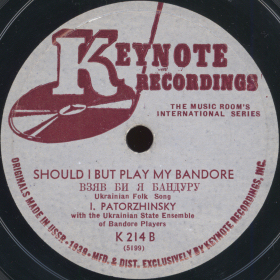 KEYNOTE
RECORDINGS
THE MUSIC ROOM'S
INTERNATIONAL SERIES
SHOULD I BUT PLAY MY BANDORE
ВЗЯВ БИ Я БАНДУРУ
Ukrainian Folk Song
I. PATORZHINSKY
with the Ukrainian State Ensemble
of Bandore Players
K 214 B
(5199)
ORIGINALS MADE IN USSR - 1939 - MFD. & DIST. EXCLUSIVELY BY KEYNOTE RECORDINGS, INC.